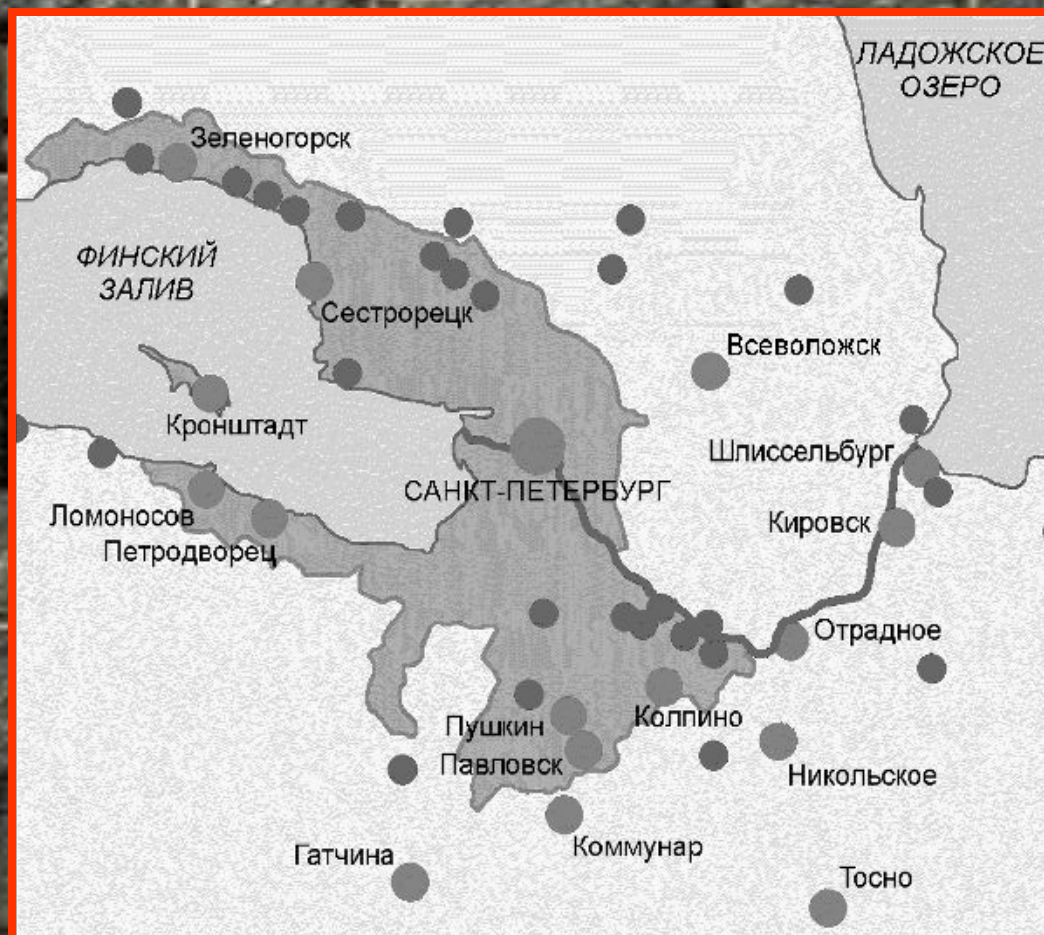 ЛАДОЖСКОЕ
ОЗЕРО
Зеленогорск
ФИНСКИЙ
ЗАЛИВ
Сестрорецк
Всеволожск
Кронштадт
Шлиссельбург
САНКТ-ПЕТЕРБУРГ
Ломоносов
Кировск
Петродворец
Отрадное
Пушкин
Колпино
Павловск
Никольское
Коммунар
Гатчина
Тосно